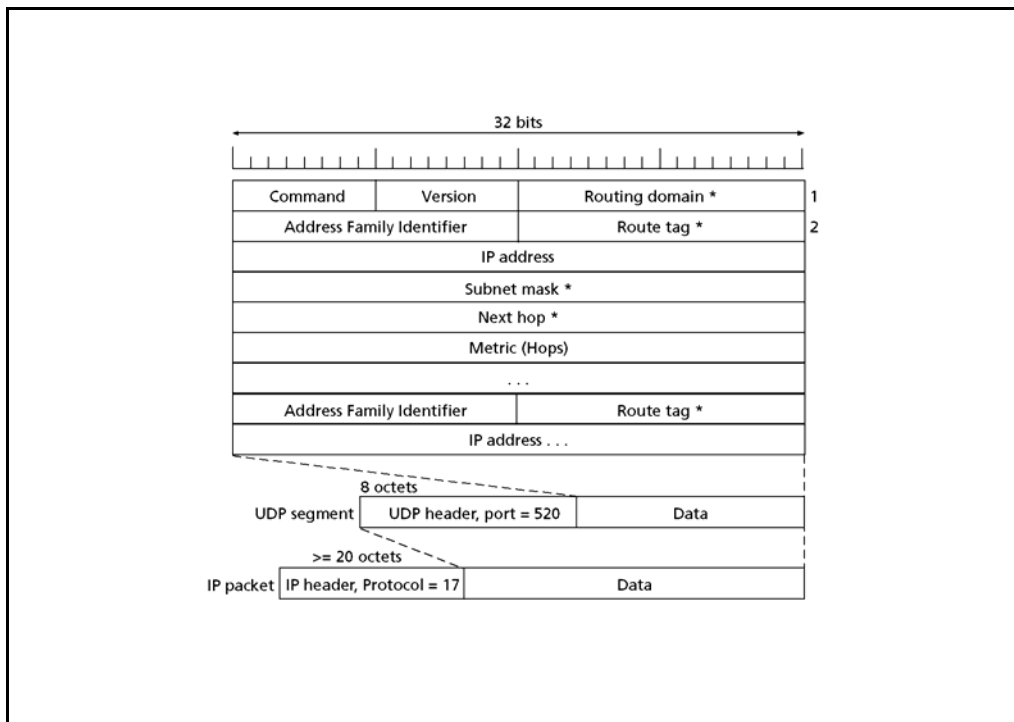 32 bits
Command Version Routing domain * 1
Address Family Identifier Route tag * 2
IP address
Subnet mask *
Next hop *
Metric (Hops)
. . .
Address Family Identifier Route tag *
IP address . . .
8 octets
UDP segment UDP header, port = 520 Data
>= 20 octets
IP packet IP header, Protocol = 17 Data